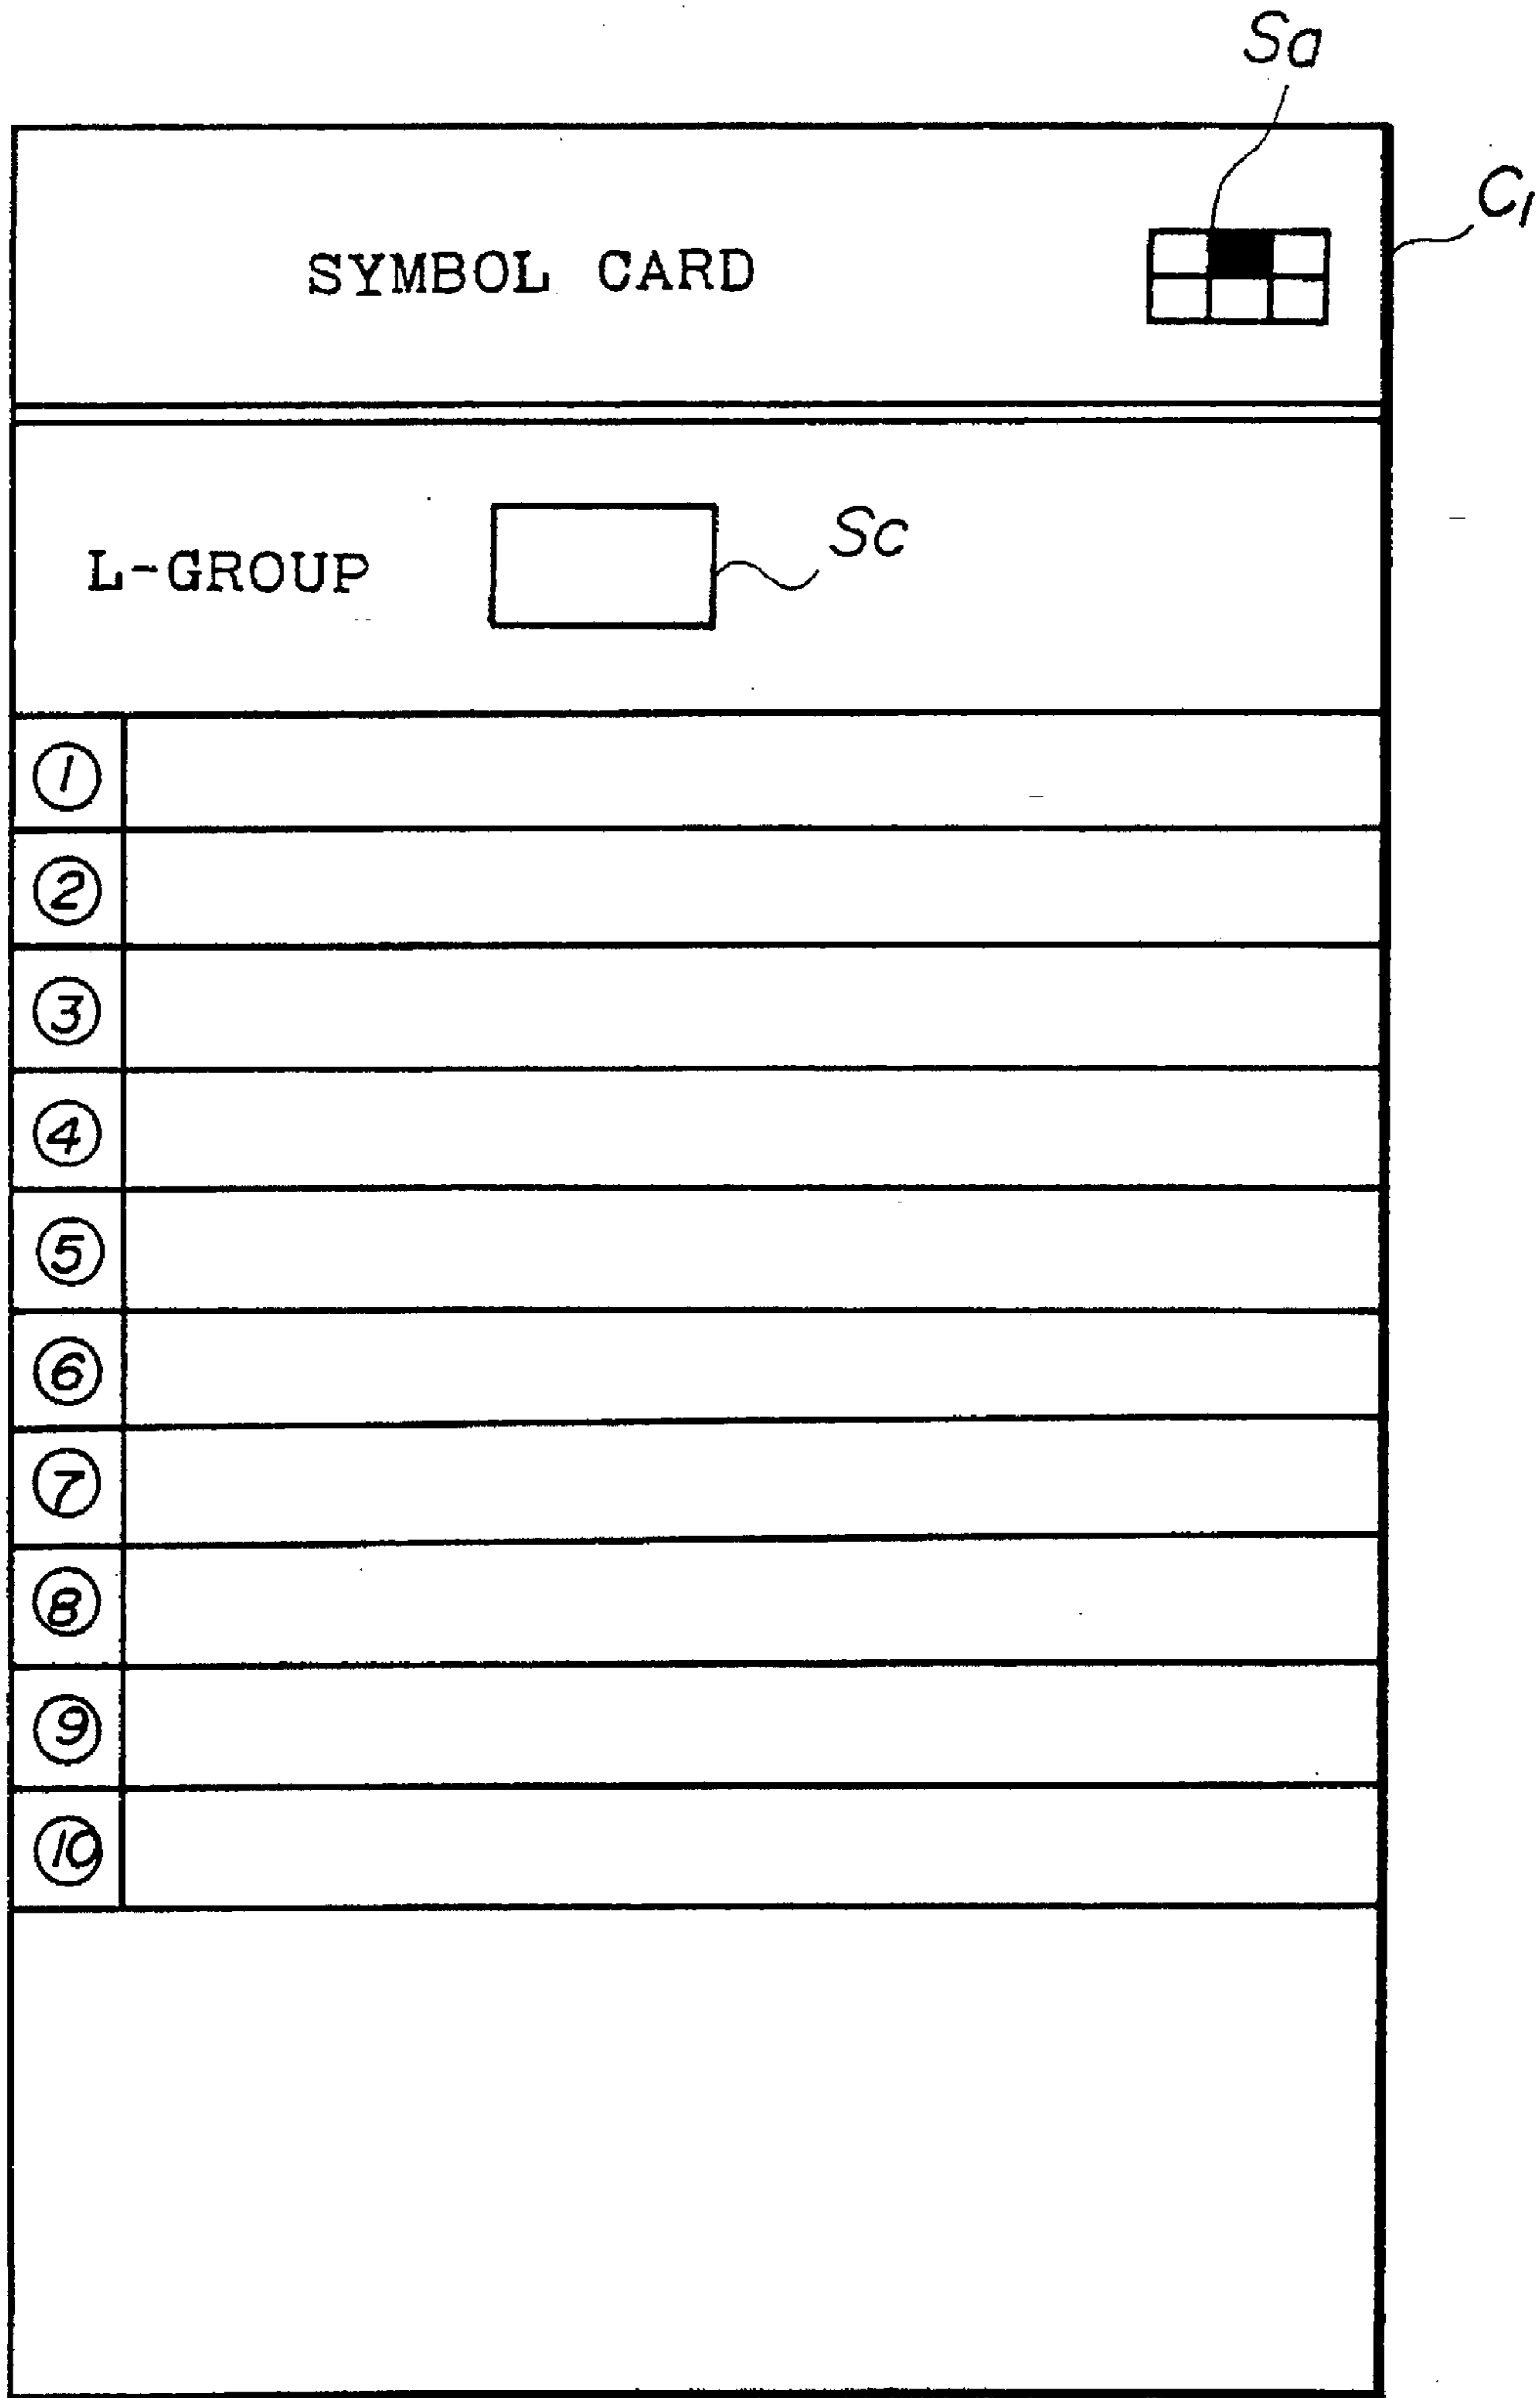 Sa
C1
SYMBOL CARD
L-GROUP
Sc
①
②
③
④
⑤
⑥
⑦
⑧
⑨
⑩